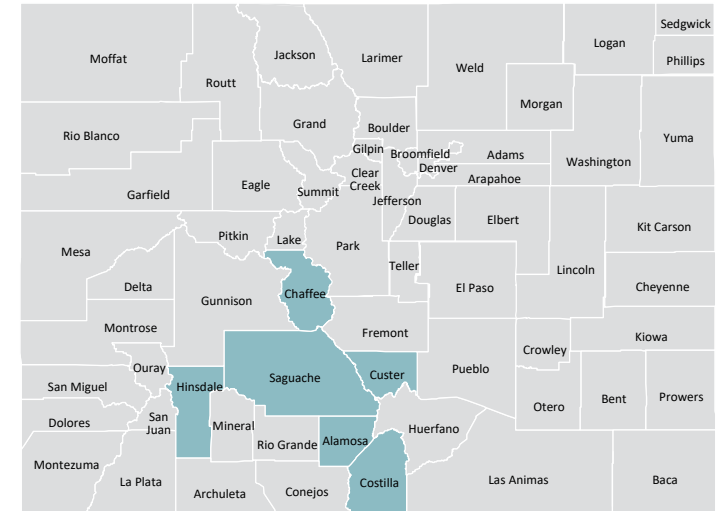 Sedgwick
Logan
Jackson
Larimer
Moffat
Phillips
Weld
Routt
Morgan
Grand
Boulder
Rio Blanco
Yuma
Gilpin
Broomfield
Adams
Washington
Denver
Clear
Creek
Arapahoe
Eagle
Summit
Garfield
Jefferson
Douglas
Elbert
Kit Carson
Pitkin
Lake
Park
Mesa
Teller
Lincoln
Delta
El Paso
Cheyenne
Chaffee
Gunnison
Montrose
Fremont
Kiowa
Crowley
Ouray
Pueblo
Custer
Saguache
San Miguel
Hinsdale
Bent
Prowers
Otero
Dolores
San
Juan
Mineral
Huerfano
Rio Grande
Alamosa
Montezuma
La Plata
Costilla
Las Animas
Baca
Archuleta
Conejos